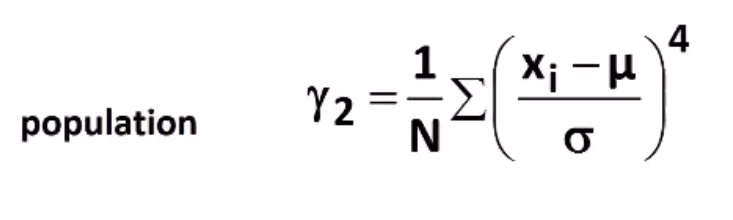 population γ₂ = 1/N ∑ ( (xᵢ − μ) / σ )⁴